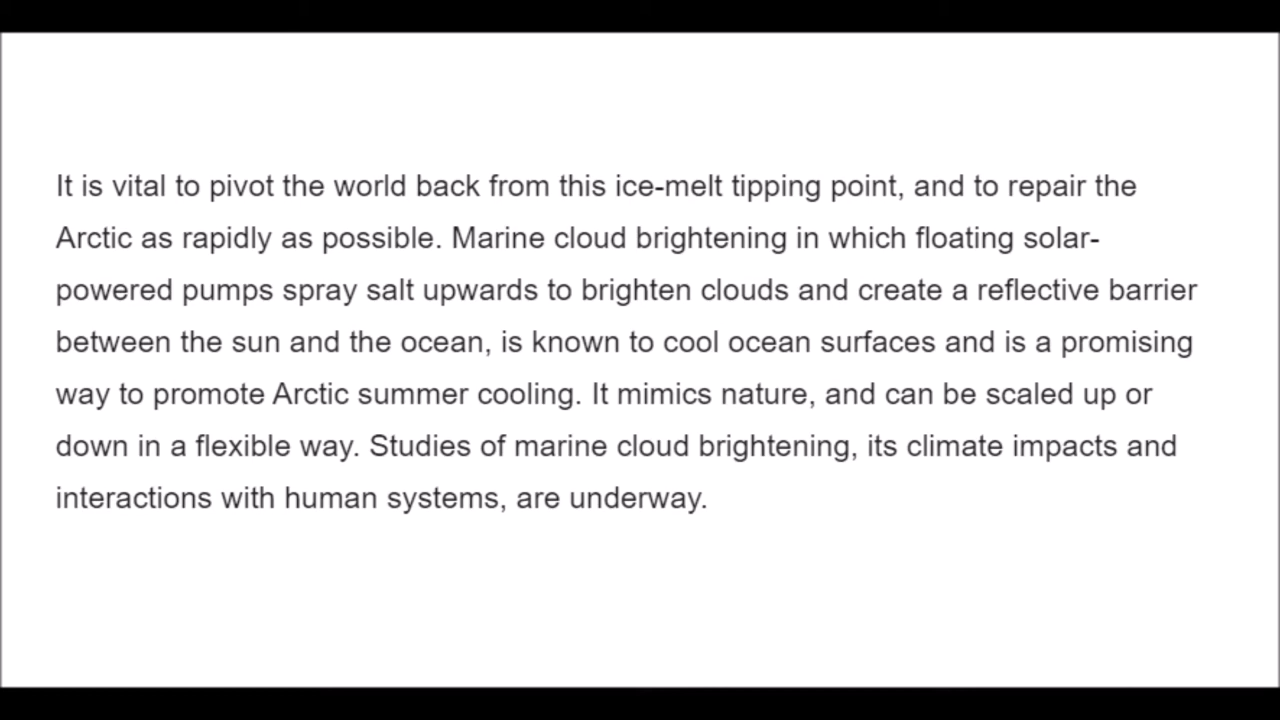 It is vital to pivot the world back from this ice-melt tipping point, and to repair the
Arctic as rapidly as possible. Marine cloud brightening in which floating solar-
powered pumps spray salt upwards to brighten clouds and create a reflective barrier
between the sun and the ocean, is known to cool ocean surfaces and is a promising
way to promote Arctic summer cooling. It mimics nature, and can be scaled up or
down in a flexible way. Studies of marine cloud brightening, its climate impacts and
interactions with human systems, are underway.